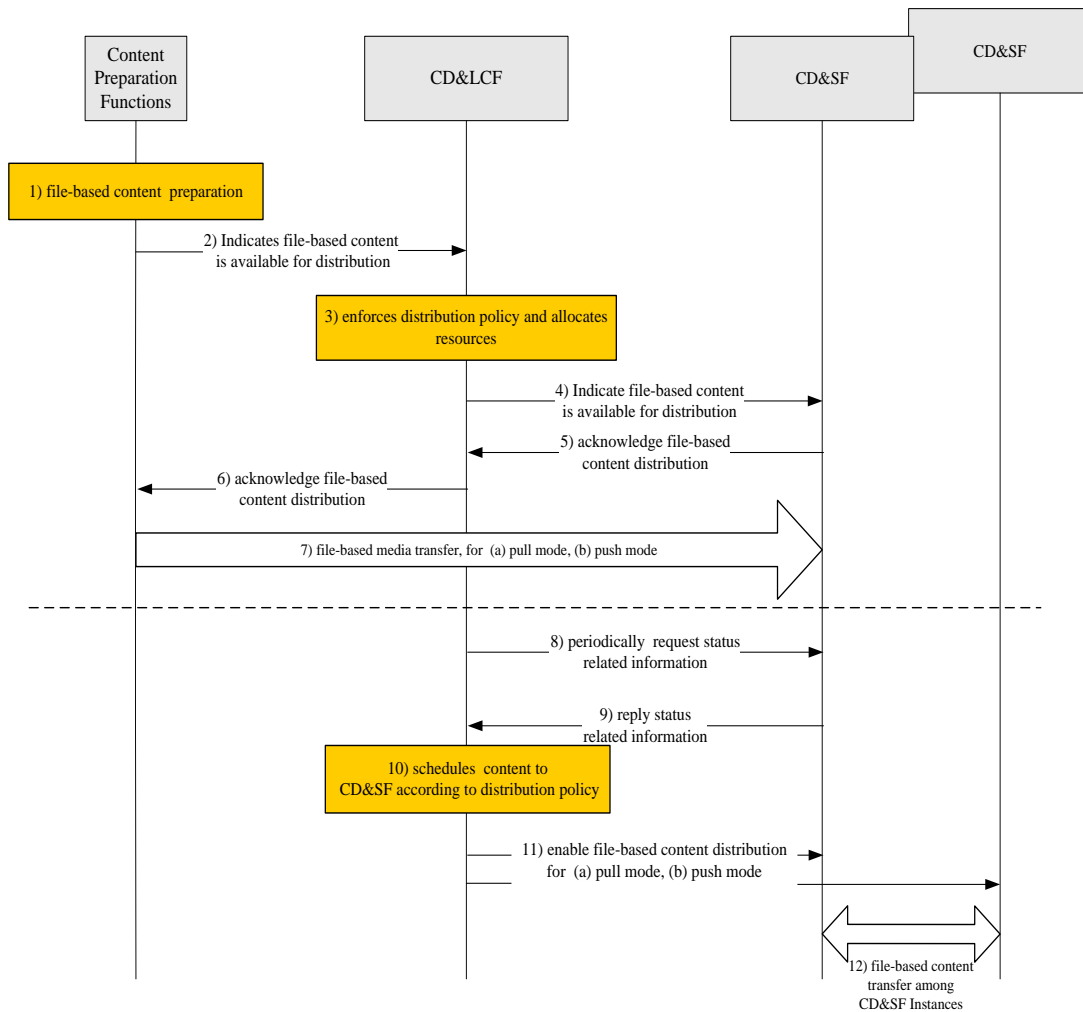 Content
Preparation
Functions
CD&LCF
CD&SF
CD&SF
1) file-based content preparation
2) Indicates file-based content
is available for distribution
3) enforces distribution policy and allocates
resources
4) Indicate file-based content
is available for distribution
5) acknowledge file-based
content distribution
6) acknowledge file-based
content distribution
7) file-based media transfer, for (a) pull mode, (b) push mode
8) periodically request status
related information
9) reply status
related information
10) schedules content to
CD&SF according to distribution policy
11) enable file-based content distribution
for (a) pull mode, (b) push mode
12) file-based content
transfer among
CD&SF Instances